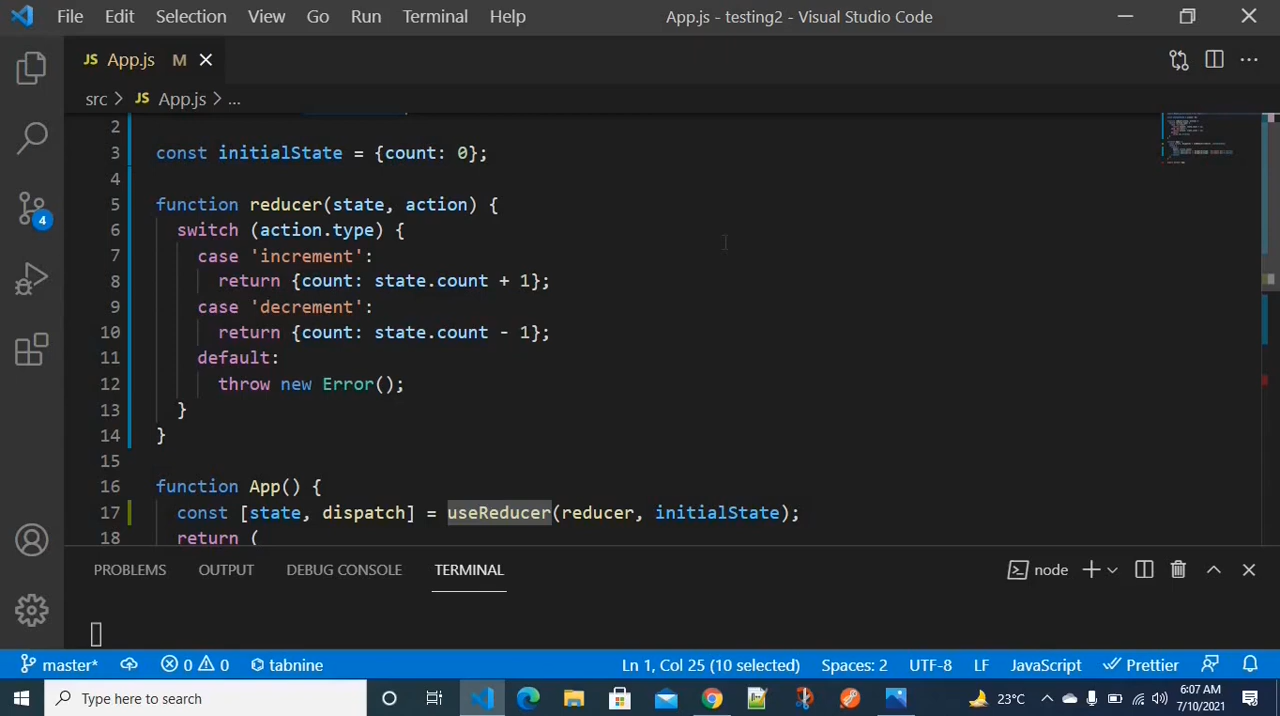 File Edit Selection View Go Run Terminal Help App.js - testing2 - Visual Studio Code
JS App.js M
src > JS App.js > ...
2
3 const initialState = {count: 0};
4
5 function reducer(state, action) {
6 switch (action.type) {
7 case 'increment':
8 return {count: state.count + 1};
9 case 'decrement':
10 return {count: state.count - 1};
11 default:
12 throw new Error();
13 }
14 }
15
16 function App() {
17 const [state, dispatch] = useReducer(reducer, initialState);
18 return (
PROBLEMS OUTPUT DEBUG CONSOLE TERMINAL node
4
master* 0 0 tabnine Ln 1, Col 25 (10 selected) Spaces: 2 UTF-8 LF JavaScript Prettier
Type here to search 23°C 6:07 AM
7/10/2021